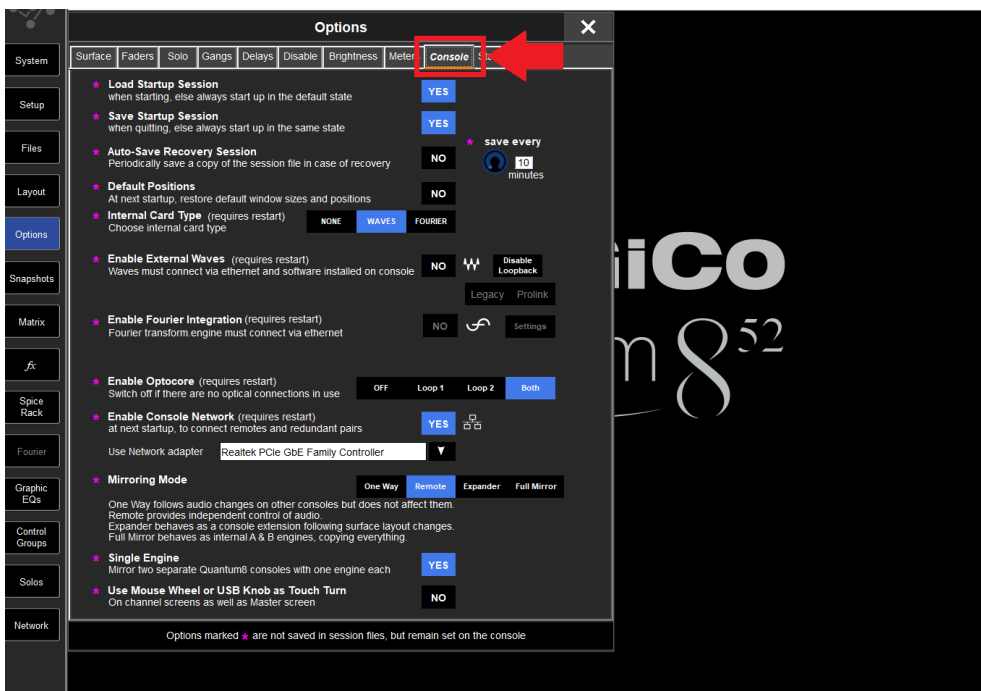 Options
System
Setup
Files
Layout
Options
Snapshots
Matrix
fx
Spice
Rack
Fourier
Graphic
EQs
Control
Groups
Solos
Network
Surface Faders Solo Gangs Delays Disable Brightness Meters Console
* Load Startup Session
when starting, else always start up in the default state
YES
* Save Startup Session
when quitting, else always start up in the same state
YES
* Auto-Save Recovery Session
Periodically save a copy of the session file in case of recovery
NO
* save every
10
minutes
* Default Positions
At next startup, restore default window sizes and positions
NO
* Internal Card Type (requires restart)
Choose internal card type
NONE WAVES FOURIER
* Enable External Waves (requires restart)
Waves must connect via ethernet and software installed on console
NO
Disable
Loopback
Legacy Prolink
* Enable Fourier Integration (requires restart)
Fourier transform.engine must connect via ethernet
NO
Settings
* Enable Optocore (requires restart)
Switch off if there are no optical connections in use
OFF Loop 1 Loop 2 Both
* Enable Console Network (requires restart)
at next startup, to connect remotes and redundant pairs
YES
Use Network adapter Realtek PCIe GbE Family Controller
* Mirroring Mode
One Way Remote Expander Full Mirror
One Way follows audio changes on other consoles but does not affect them.
Remote provides independent control of audio.
Expander behaves as a console extension following surface layout changes.
Full Mirror behaves as internal A & B engines, copying everything.
* Single Engine
Mirror two separate Quantum8 consoles with one engine each
YES
* Use Mouse Wheel or USB Knob as Touch Turn
On channel screens as well as Master screen
NO
Options marked * are not saved in session files, but remain set on the console
iCo
8 52